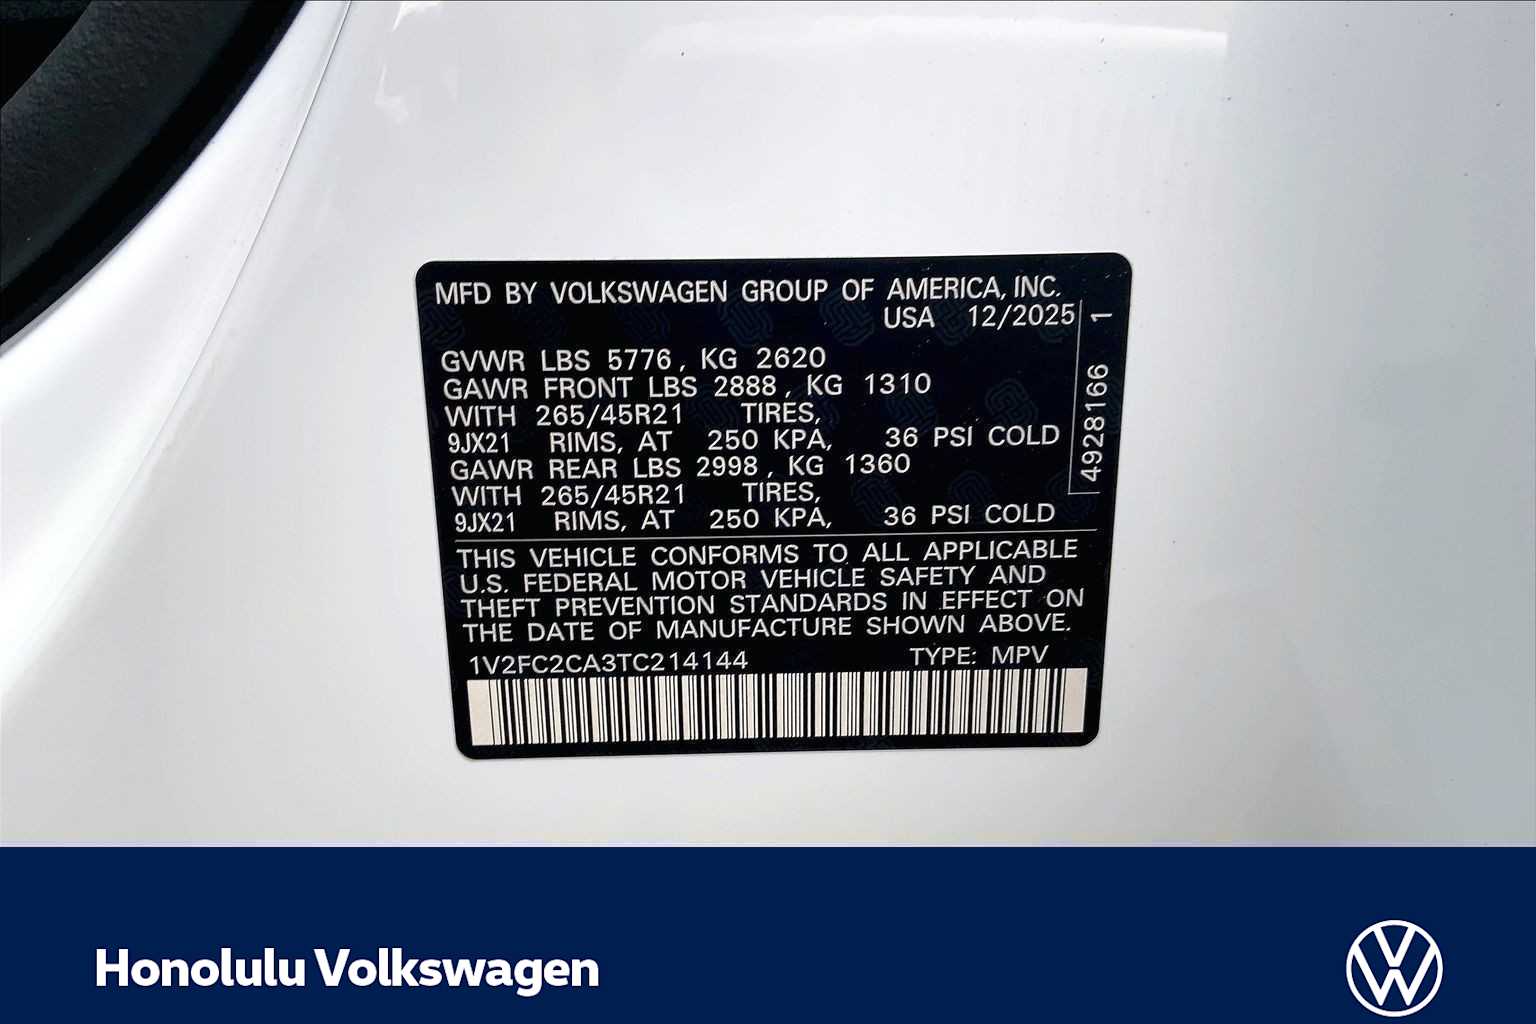 MFD BY VOLKSWAGEN GROUP OF AMERICA, INC.
USA 12/2025
GVWR LBS 5776, KG 2620
GAWR FRONT LBS 2888, KG 1310
WITH 265/45R21 TIRES,
9JX21 RIMS, AT 250 KPA, 36 PSI COLD
GAWR REAR LBS 2998, KG 1360
WITH 265/45R21 TIRES,
9JX21 RIMS, AT 250 KPA, 36 PSI COLD
4928166 1
THIS VEHICLE CONFORMS TO ALL APPLICABLE
U.S. FEDERAL MOTOR VEHICLE SAFETY AND
THEFT PREVENTION STANDARDS IN EFFECT ON
THE DATE OF MANUFACTURE SHOWN ABOVE.
1V2FC2CA3TC214144 TYPE: MPV
Honolulu Volkswagen